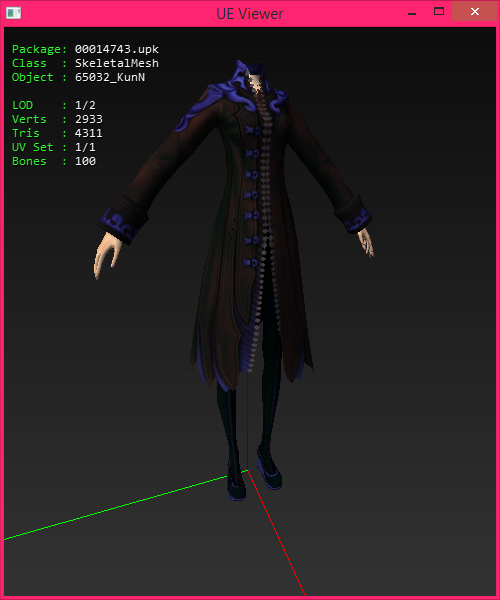 UE Viewer
Package: 00014743.upk
Class : SkeletalMesh
Object : 65032_KunN
LOD : 1/2
Verts : 2933
Tris : 4311
UV Set : 1/1
Bones : 100